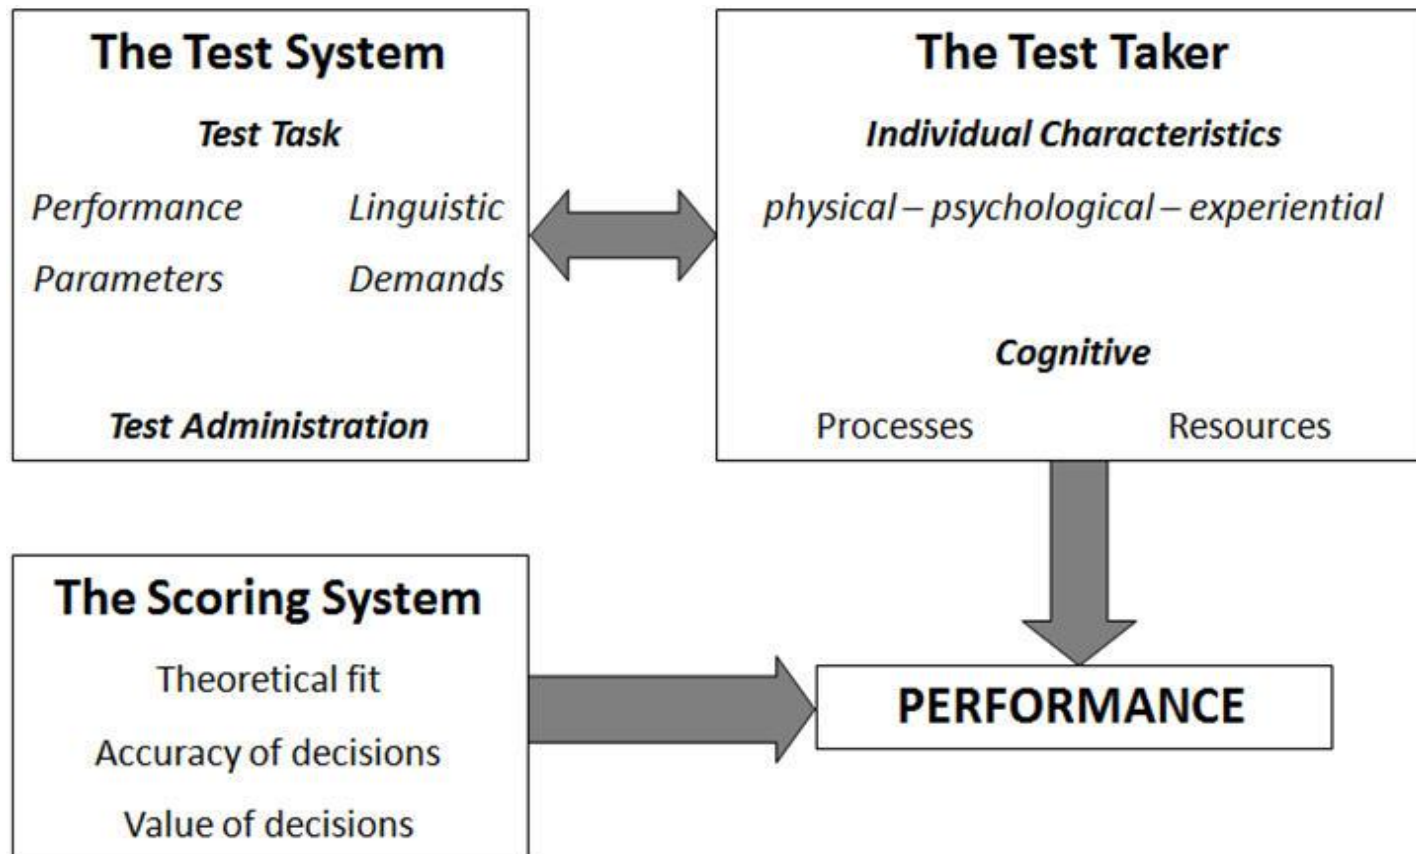 The Test System
Test Task
Performance Linguistic
Parameters Demands
Test Administration
The Test Taker
Individual Characteristics
physical – psychological – experiential
Cognitive
Processes Resources
The Scoring System
Theoretical fit
Accuracy of decisions
Value of decisions
PERFORMANCE